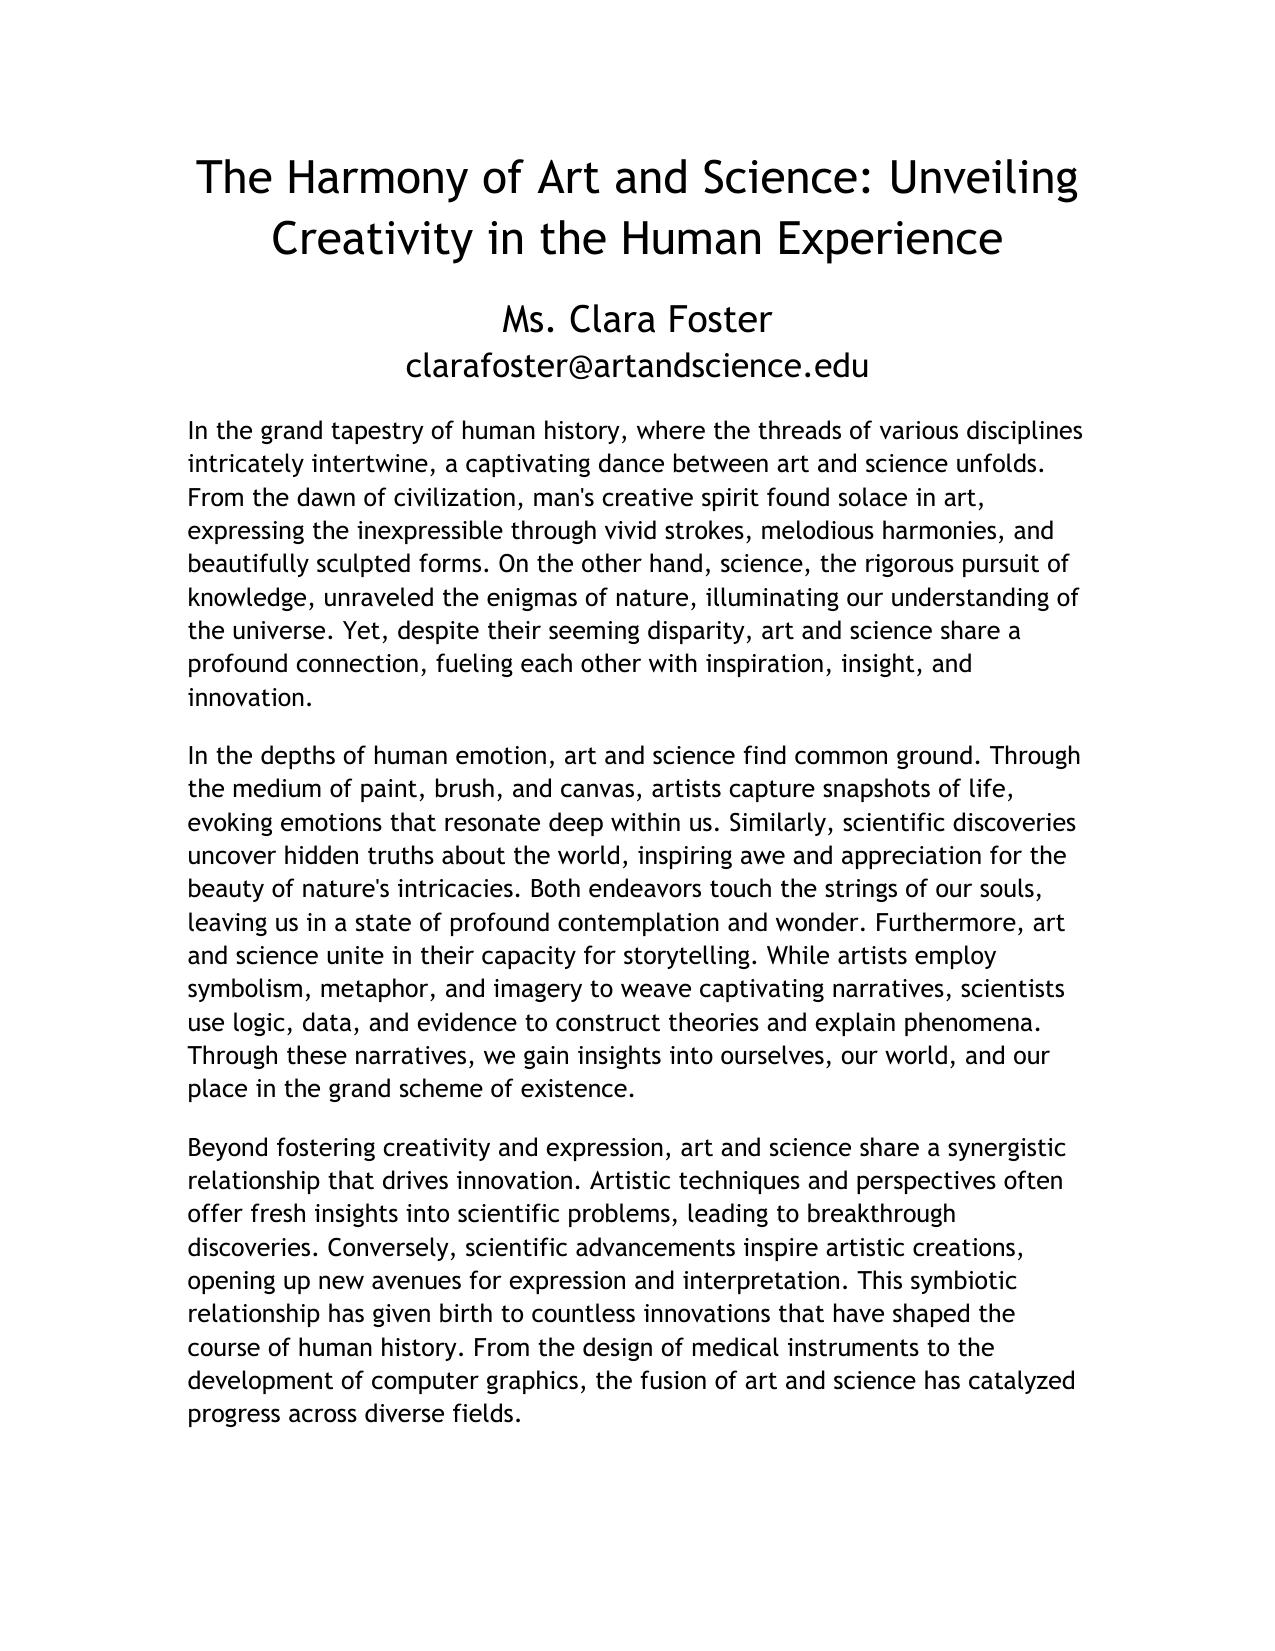 The Harmony of Art and Science: Unveiling
Creativity in the Human Experience
Ms. Clara Foster
clarafoster@artandscience.edu
In the grand tapestry of human history, where the threads of various disciplines
intricately intertwine, a captivating dance between art and science unfolds.
From the dawn of civilization, man's creative spirit found solace in art,
expressing the inexpressible through vivid strokes, melodious harmonies, and
beautifully sculpted forms. On the other hand, science, the rigorous pursuit of
knowledge, unraveled the enigmas of nature, illuminating our understanding of
the universe. Yet, despite their seeming disparity, art and science share a
profound connection, fueling each other with inspiration, insight, and
innovation.
In the depths of human emotion, art and science find common ground. Through
the medium of paint, brush, and canvas, artists capture snapshots of life,
evoking emotions that resonate deep within us. Similarly, scientific discoveries
uncover hidden truths about the world, inspiring awe and appreciation for the
beauty of nature's intricacies. Both endeavors touch the strings of our souls,
leaving us in a state of profound contemplation and wonder. Furthermore, art
and science unite in their capacity for storytelling. While artists employ
symbolism, metaphor, and imagery to weave captivating narratives, scientists
use logic, data, and evidence to construct theories and explain phenomena.
Through these narratives, we gain insights into ourselves, our world, and our
place in the grand scheme of existence.
Beyond fostering creativity and expression, art and science share a synergistic
relationship that drives innovation. Artistic techniques and perspectives often
offer fresh insights into scientific problems, leading to breakthrough
discoveries. Conversely, scientific advancements inspire artistic creations,
opening up new avenues for expression and interpretation. This symbiotic
relationship has given birth to countless innovations that have shaped the
course of human history. From the design of medical instruments to the
development of computer graphics, the fusion of art and science has catalyzed
progress across diverse fields.